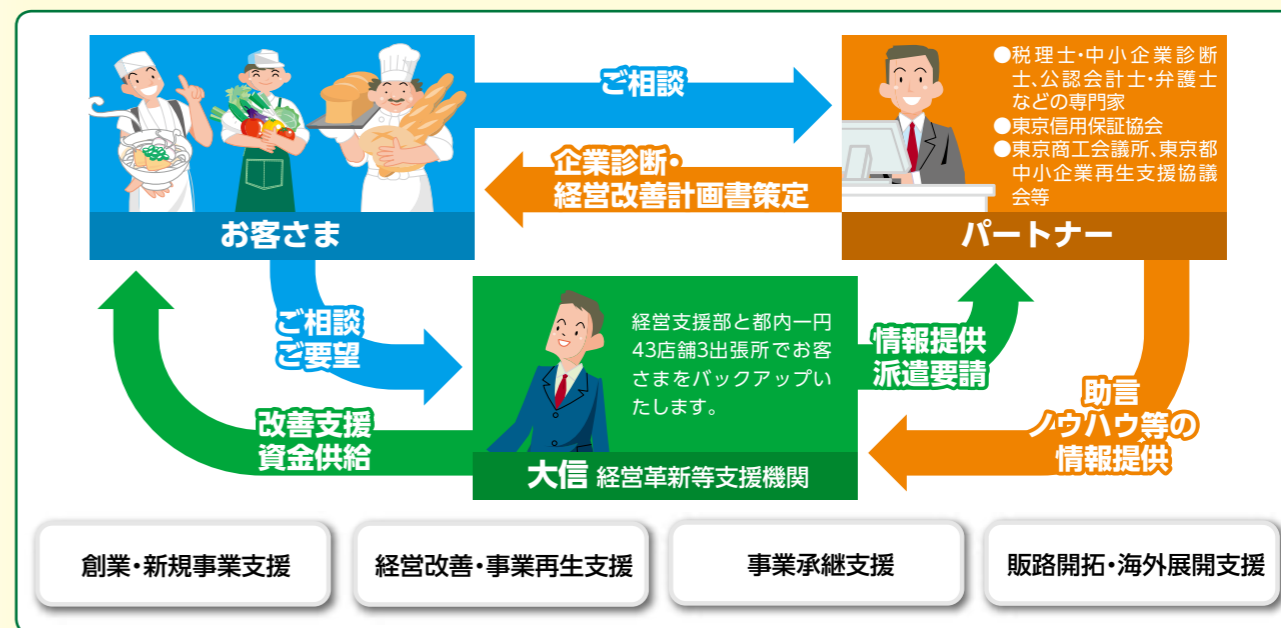 ご相談
●税理士・中小企業診断
士、公認会計士・弁護士
などの専門家
●東京信用保証協会
●東京商工会議所、東京都
中小企業再生支援協議
会等
企業診断・
経営改善計画書策定
お客さま
パートナー
ご相談
ご要望
経営支援部と都内一円
43店舗3出張所でお客
さまをバックアップい
たします。
情報提供
派遣要請
改善支援
資金供給
助言
ノウハウ等の
情報提供
大信 経営革新等支援機関
創業・新規事業支援
経営改善・事業再生支援
事業承継支援
販路開拓・海外展開支援